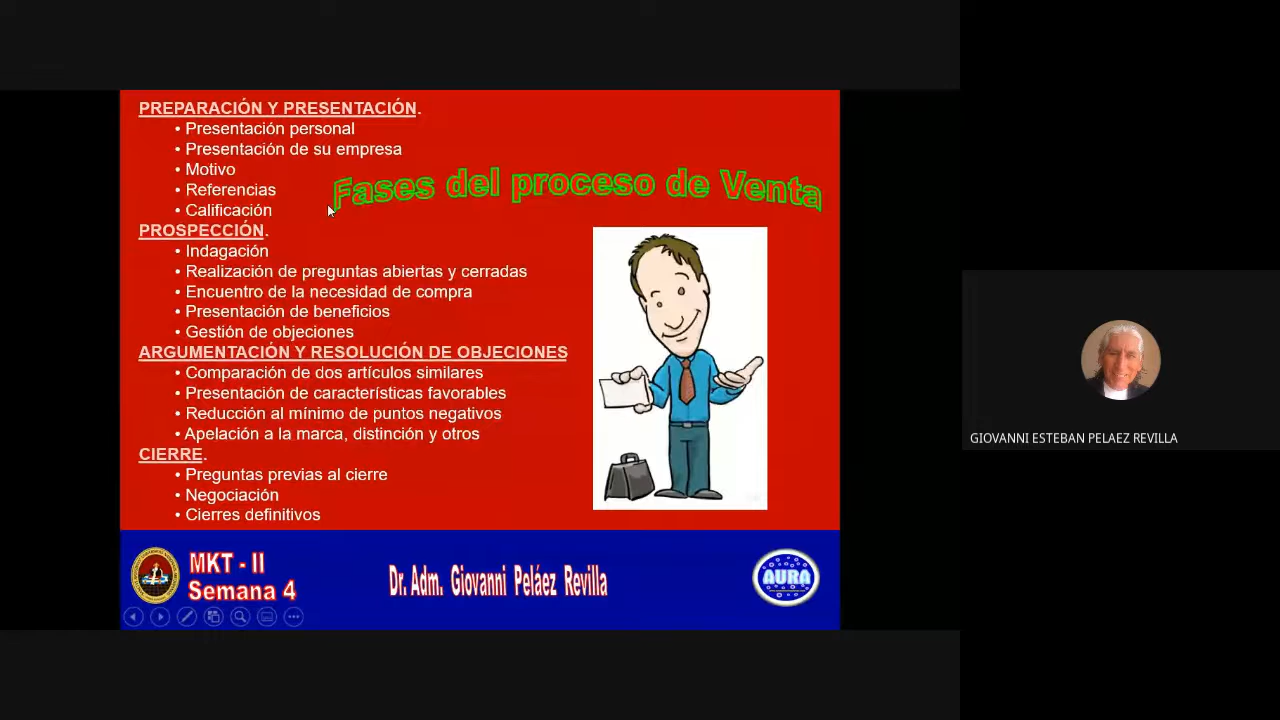 PREPARACIÓN Y PRESENTACIÓN.
• Presentación personal
• Presentación de su empresa
• Motivo
• Referencias
• Calificación
Fases del proceso de Venta
PROSPECCIÓN.
• Indagación
• Realización de preguntas abiertas y cerradas
• Encuentro de la necesidad de compra
• Presentación de beneficios
• Gestión de objeciones
ARGUMENTACIÓN Y RESOLUCIÓN DE OBJECIONES
• Comparación de dos artículos similares
• Presentación de características favorables
• Reducción al mínimo de puntos negativos
• Apelación a la marca, distinción y otros
CIERRE.
• Preguntas previas al cierre
• Negociación
• Cierres definitivos
MKT - II
Semana 4
Dr. Adm. Giovanni Peláez Revilla
AURA
GIOVANNI ESTEBAN PELAEZ REVILLA